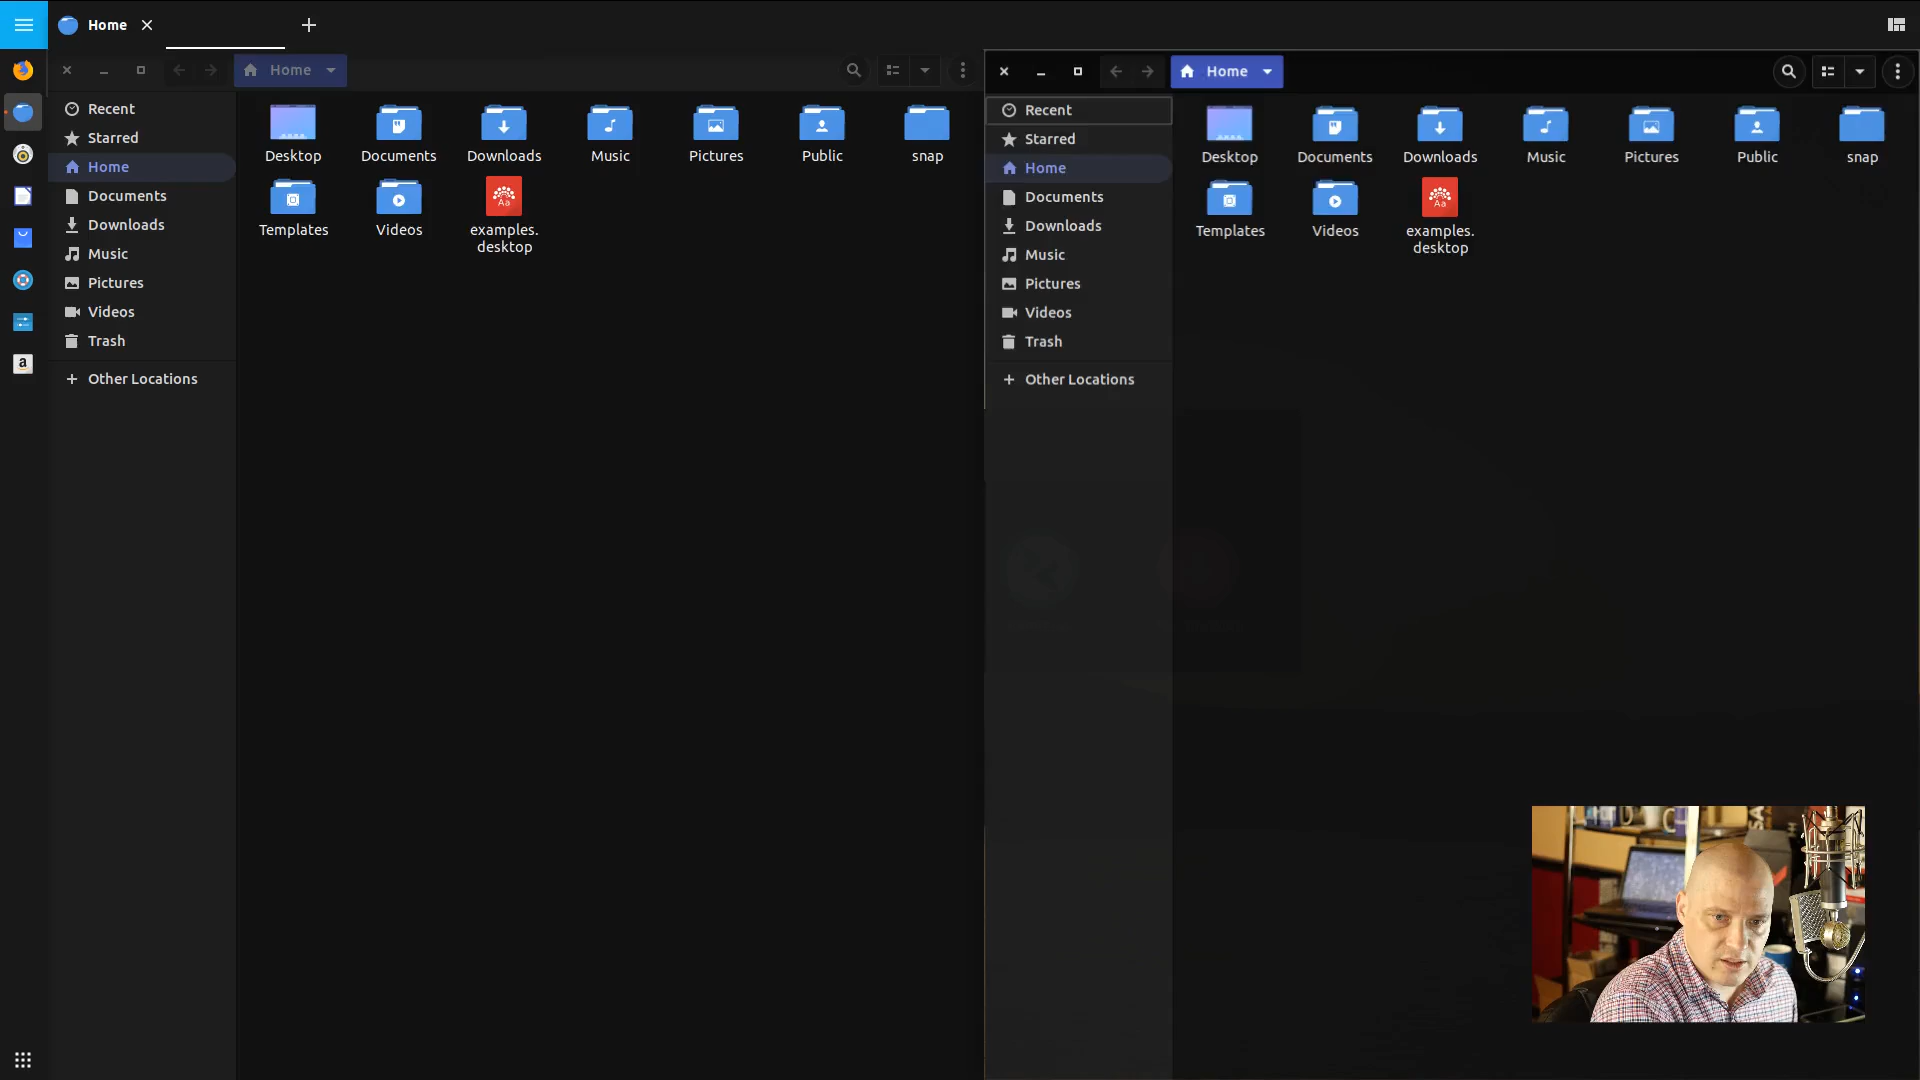 Home
Home
Recent
Starred
Home
Documents
Downloads
Music
Pictures
Videos
Trash
Other Locations
Desktop
Documents
Downloads
Music
Pictures
Public
snap
Templates
Videos
examples.
desktop
Home
Recent
Starred
Home
Documents
Downloads
Music
Pictures
Videos
Trash
Other Locations
Desktop
Documents
Downloads
Music
Pictures
Public
snap
Templates
Videos
examples.
desktop